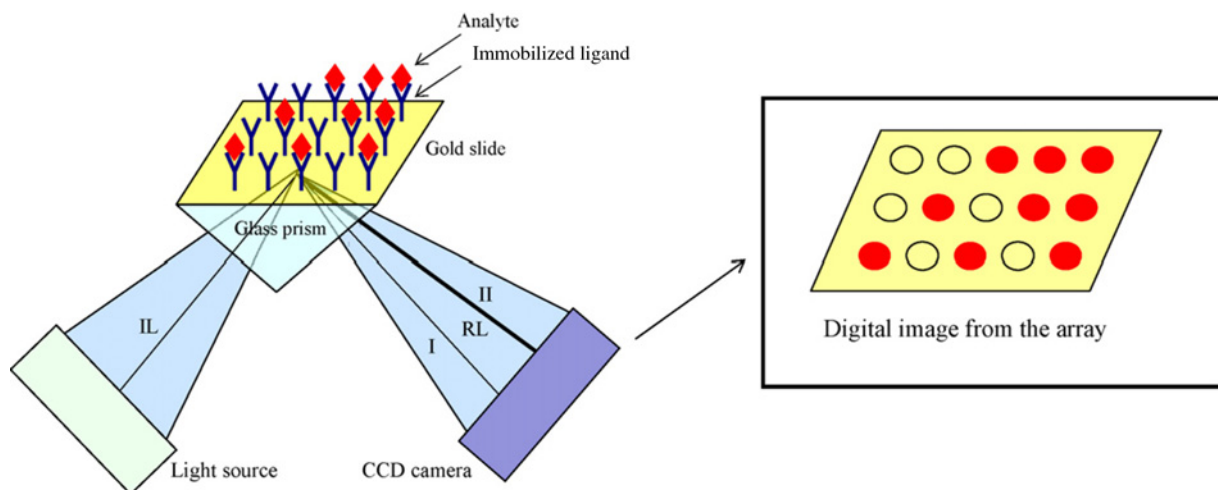 Analyte
Immobilized ligand
Gold slide
Glass prism
IL
I
RL
II
Light source
CCD camera
Digital image from the array